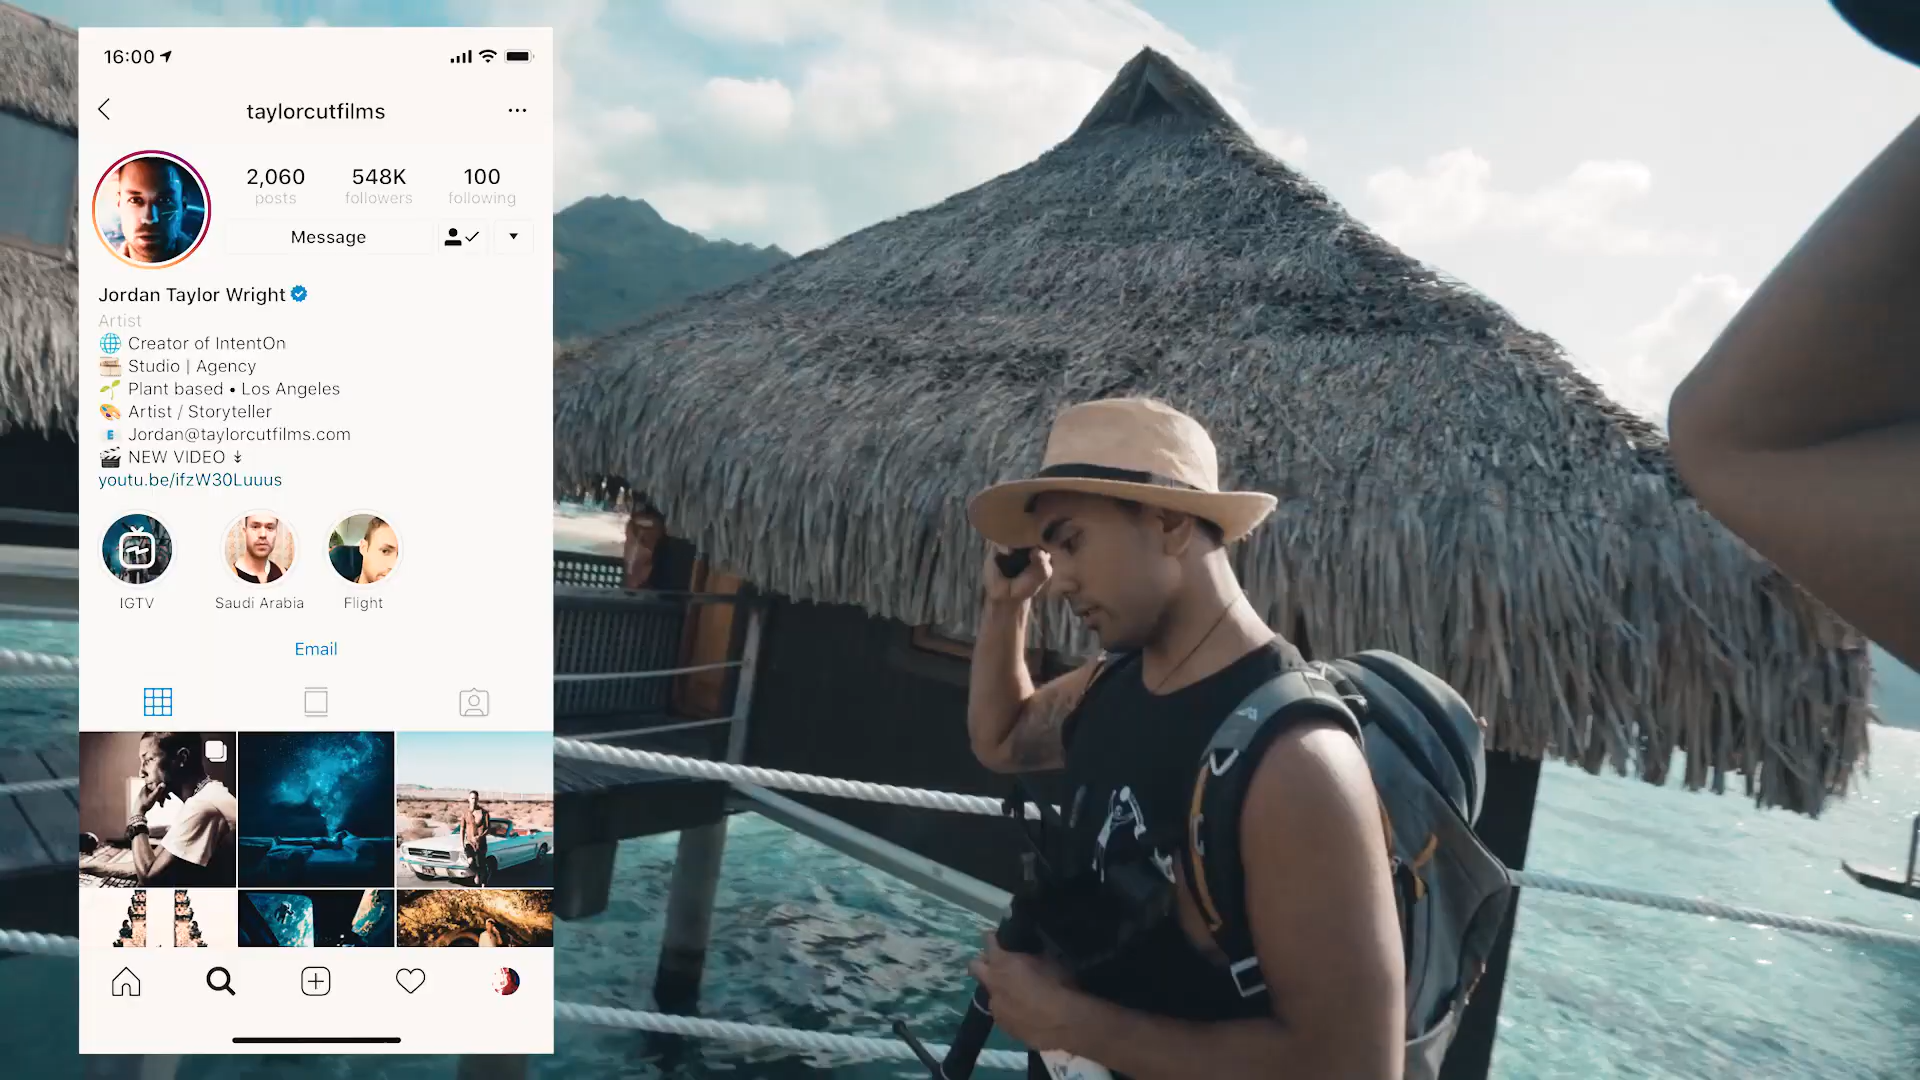 16:00
taylorcutfilms
2,060 548K 100
posts followers following
Message
Jordan Taylor Wright
Artist
Creator of IntentOn
Studio | Agency
Plant based • Los Angeles
Artist / Storyteller
Jordan@taylorcutfilms.com
NEW VIDEO ↓
youtu.be/ifzW30Luuus
IGTV Saudi Arabia Flight
Email